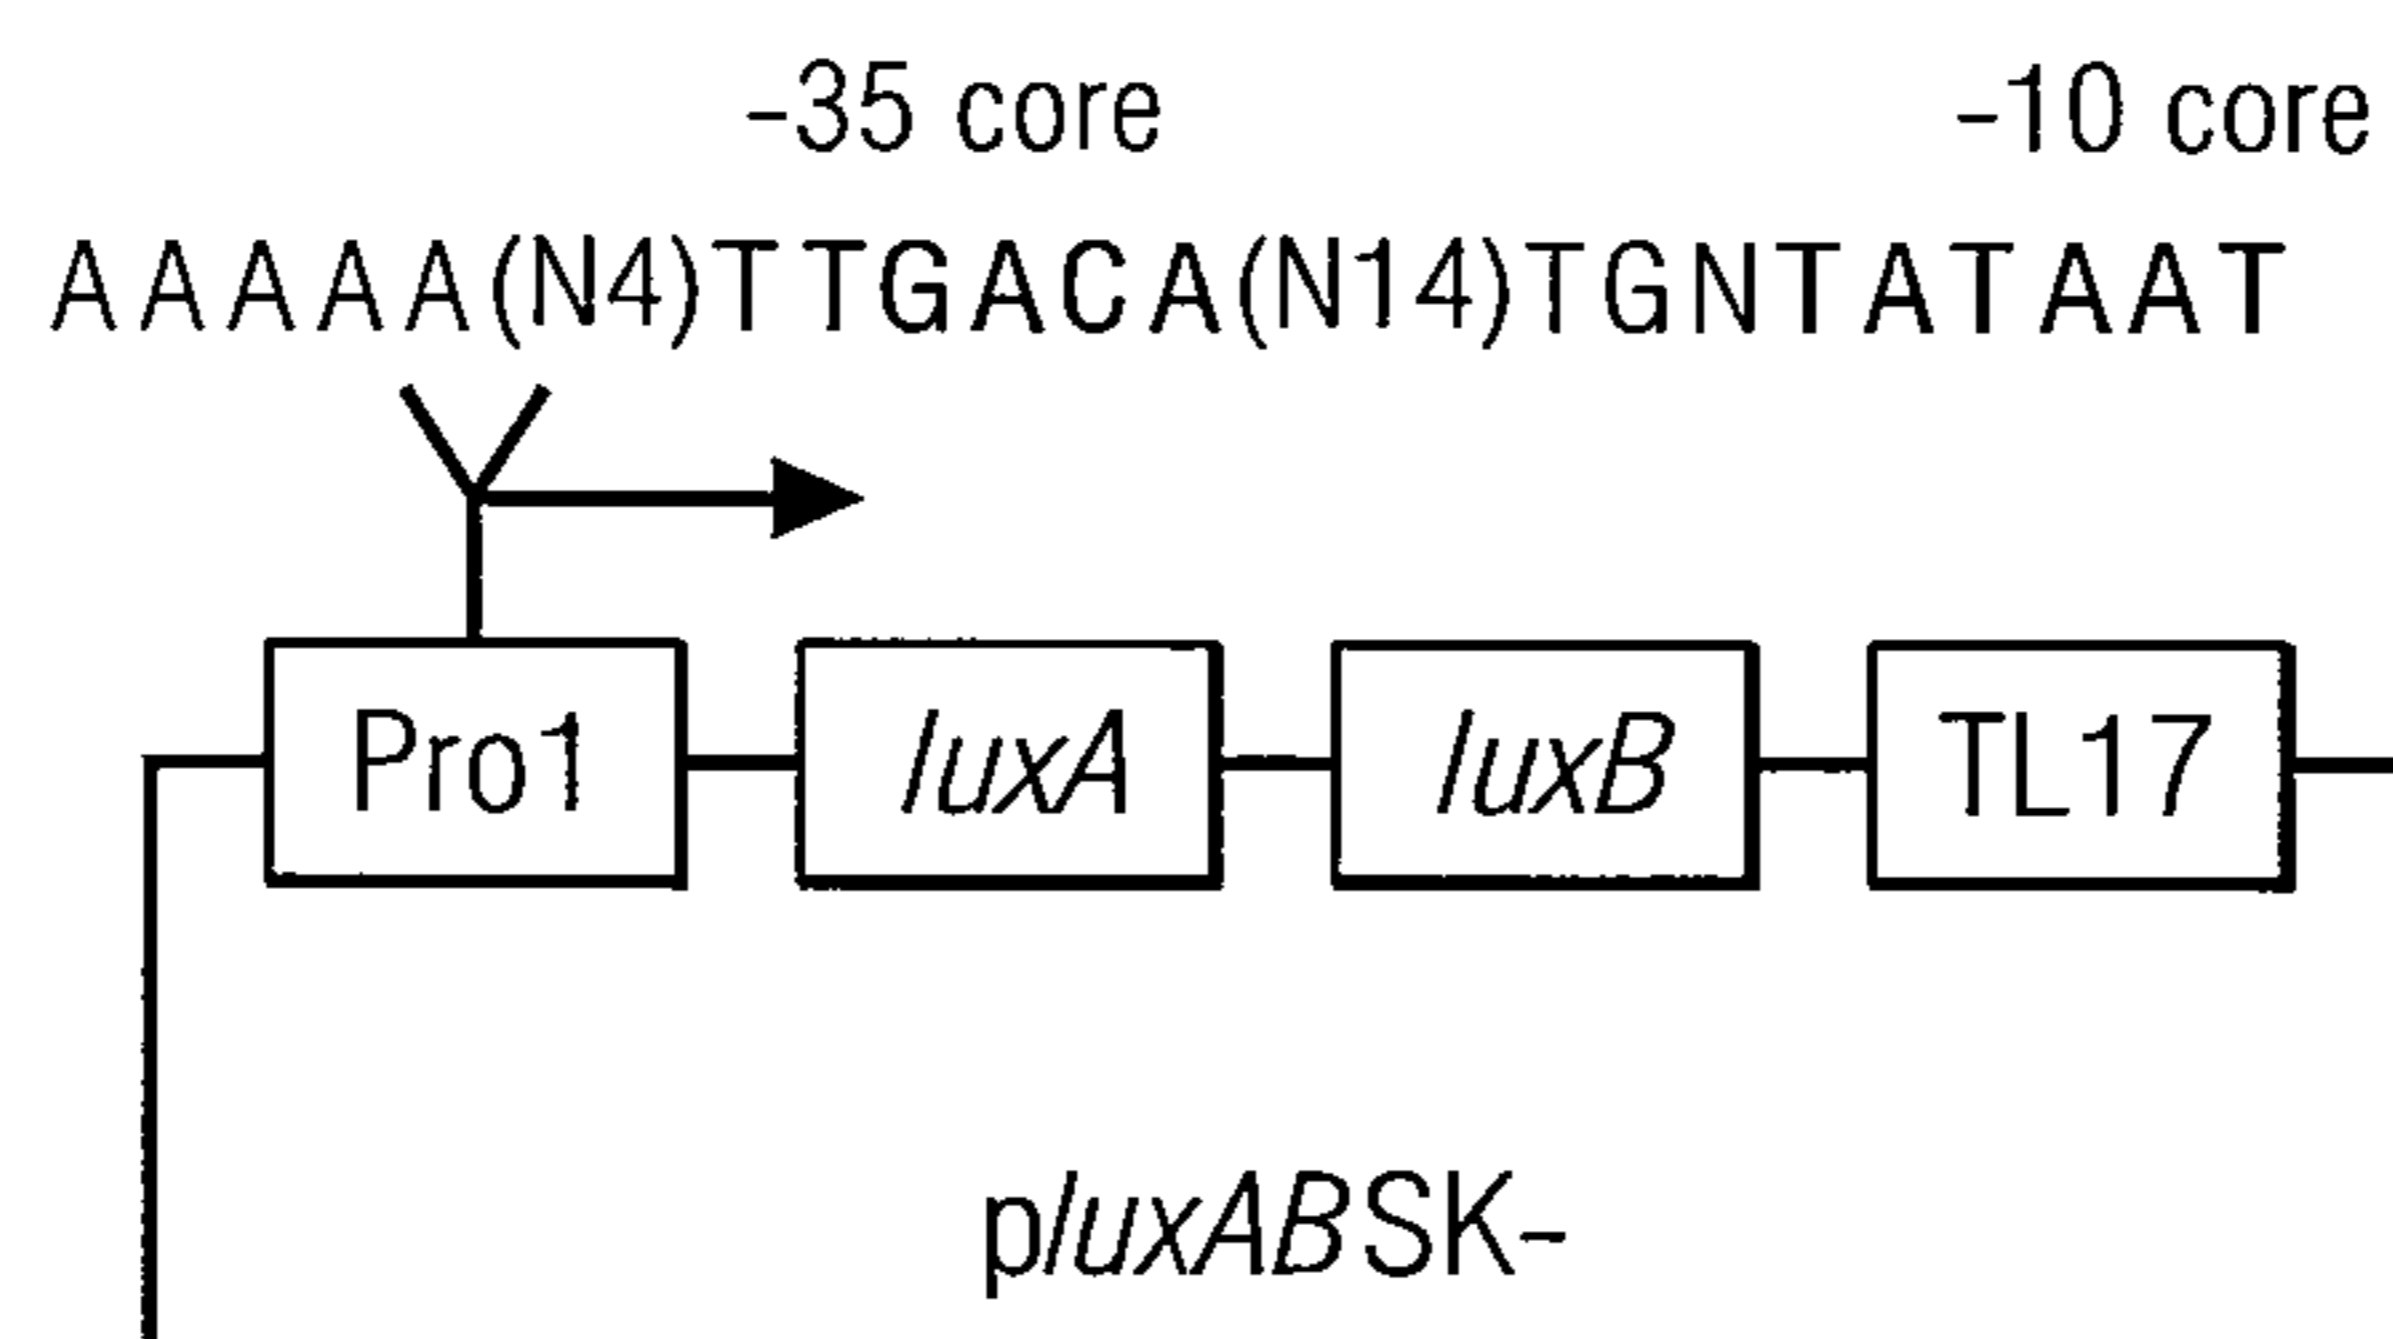 –35 core –10 core
AAAAA(N4)TTGACA(N14)TGNTATAAT
Pro1 luxA luxB TL17
pluxABSK–